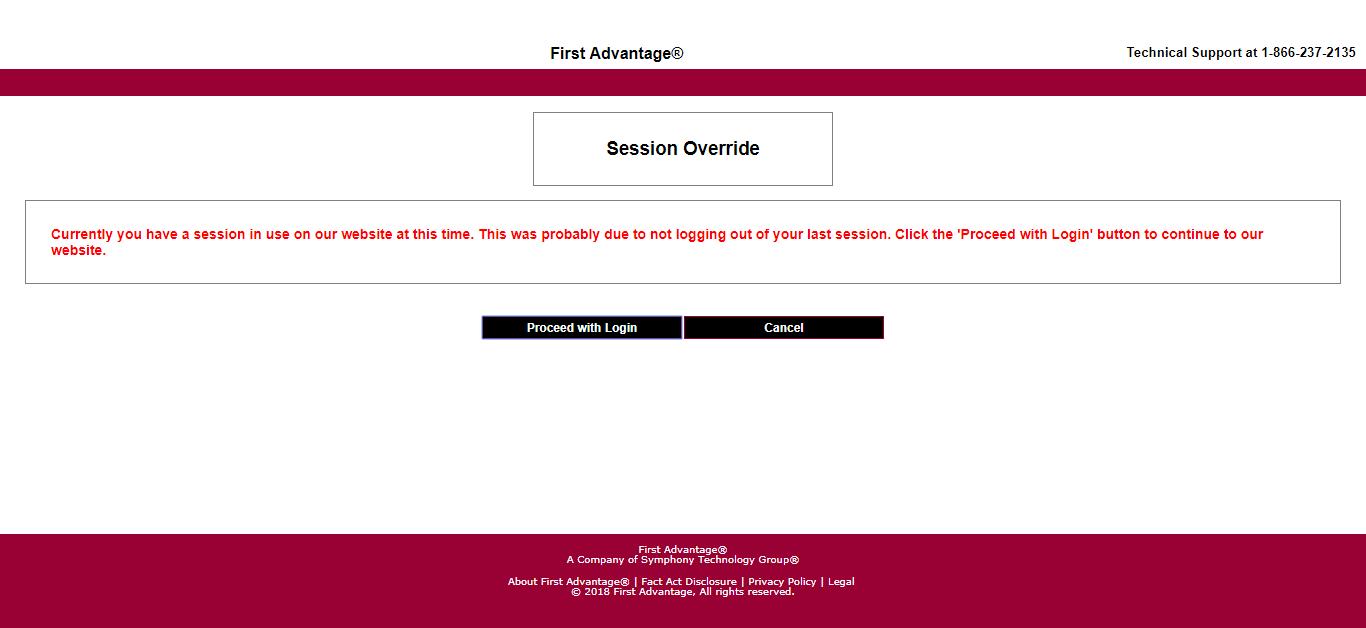 First Advantage®
Technical Support at 1-866-237-2135
Session Override
Currently you have a session in use on our website at this time. This was probably due to not logging out of your last session. Click the 'Proceed with Login' button to continue to our
website.
Proceed with Login
Cancel
First Advantage®
A Company of Symphony Technology Group®
About First Advantage® | Fact Act Disclosure | Privacy Policy | Legal
© 2018 First Advantage, All rights reserved.